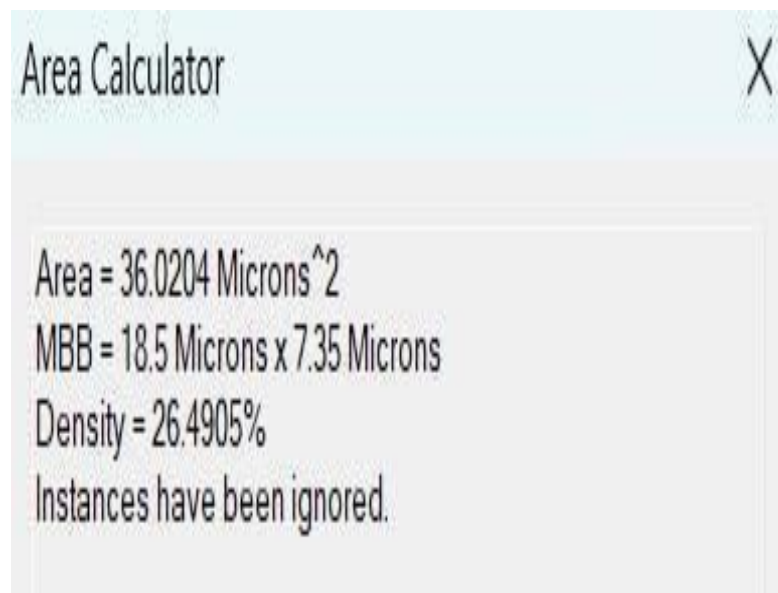 Area Calculator X
Area = 36.0204 Microns^2
MBB = 18.5 Microns x 7.35 Microns
Density = 26.4905%
Instances have been ignored.